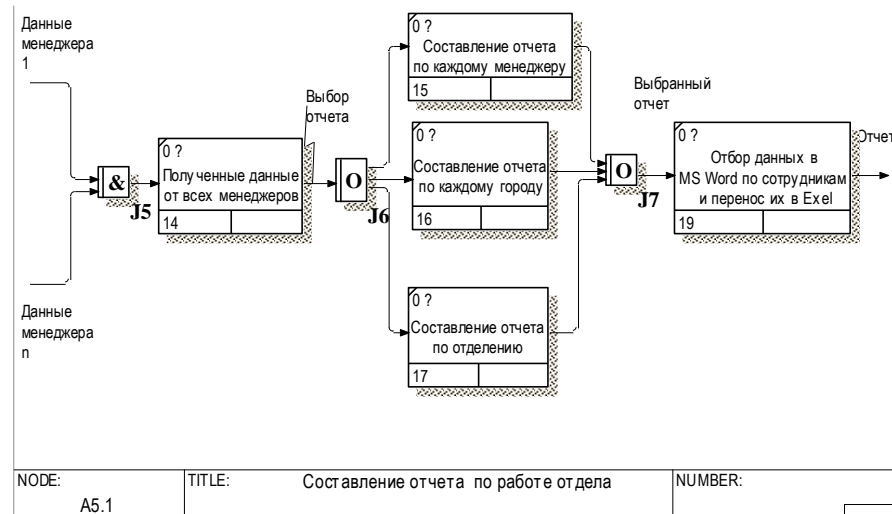 Данные
менеджера
1
&
J5
0 ?
Полученные данные
от всех менеджеров
14
Выбор
отчета
O
J6
0 ?
Составление отчета
по каждому менеджеру
15
0 ?
Составление отчета
по каждому городу
16
0 ?
Составление отчета
по отделению
17
Выбранный
отчет
O
J7
0 ?
Отбор данных в
MS Word по сотрудникам
и перенос их в Exel
19
Отчет
Данные
менеджера
n
NODE:
A5.1
TITLE:
Составление отчета по работе отдела
NUMBER: